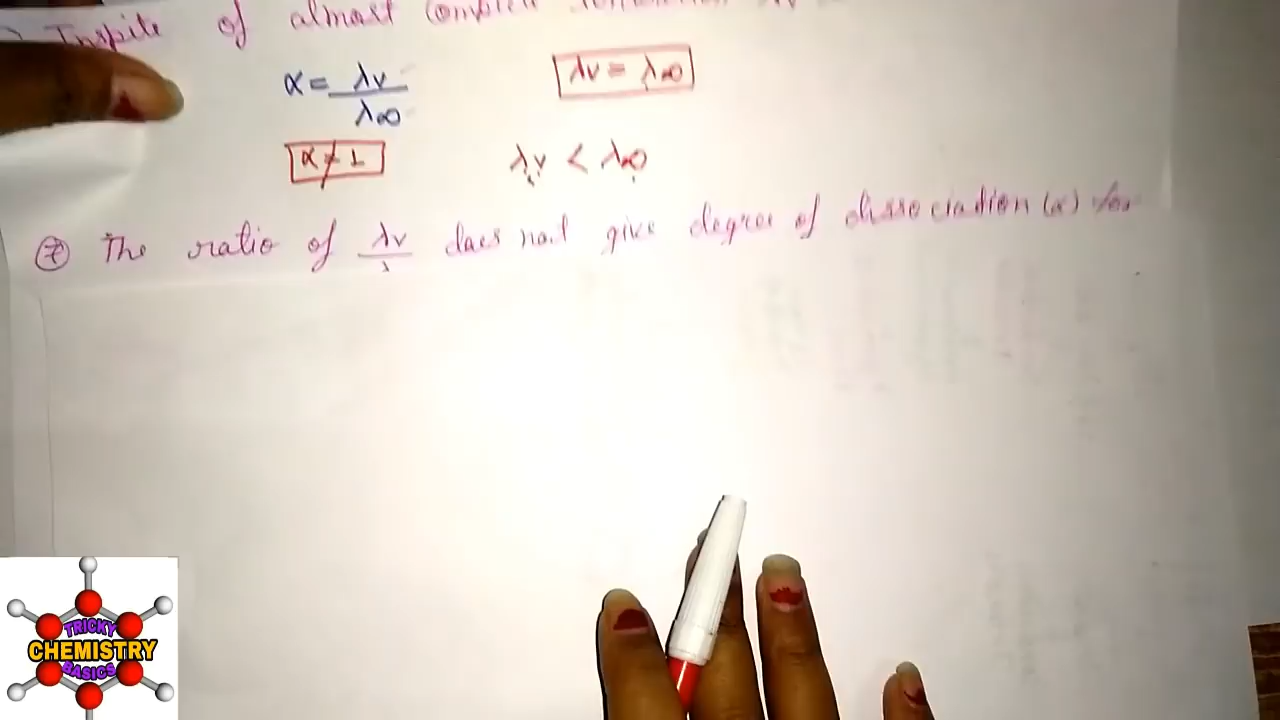 Inspite of almost complete
α = λv / λ∞
λv = λ∞
α ≠ 1
λv < λ∞
⑦ The ratio of λv/λ does not give degree of dissociation (α) for
TRICKY
CHEMISTRY
BASICS